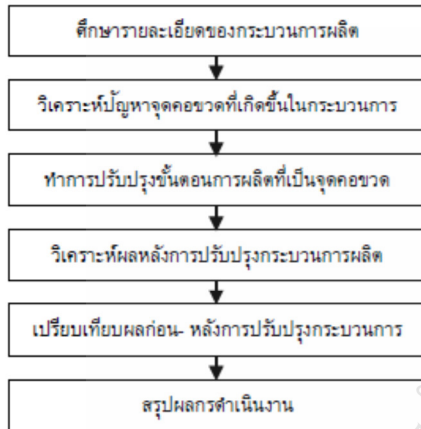 ศึกษารายละเอียดของกระบวนการผลิต
วิเคราะห์ปัญหาจุดคอขวดที่เกิดขึ้นในกระบวนการ
ทำการปรับปรุงขั้นตอนการผลิตที่เป็นจุดคอขวด
วิเคราะห์ผลหลังการปรับปรุงกระบวนการผลิต
เปรียบเทียบผลก่อน- หลังการปรับปรุงกระบวนการ
สรุปผลกรดำเนินงาน